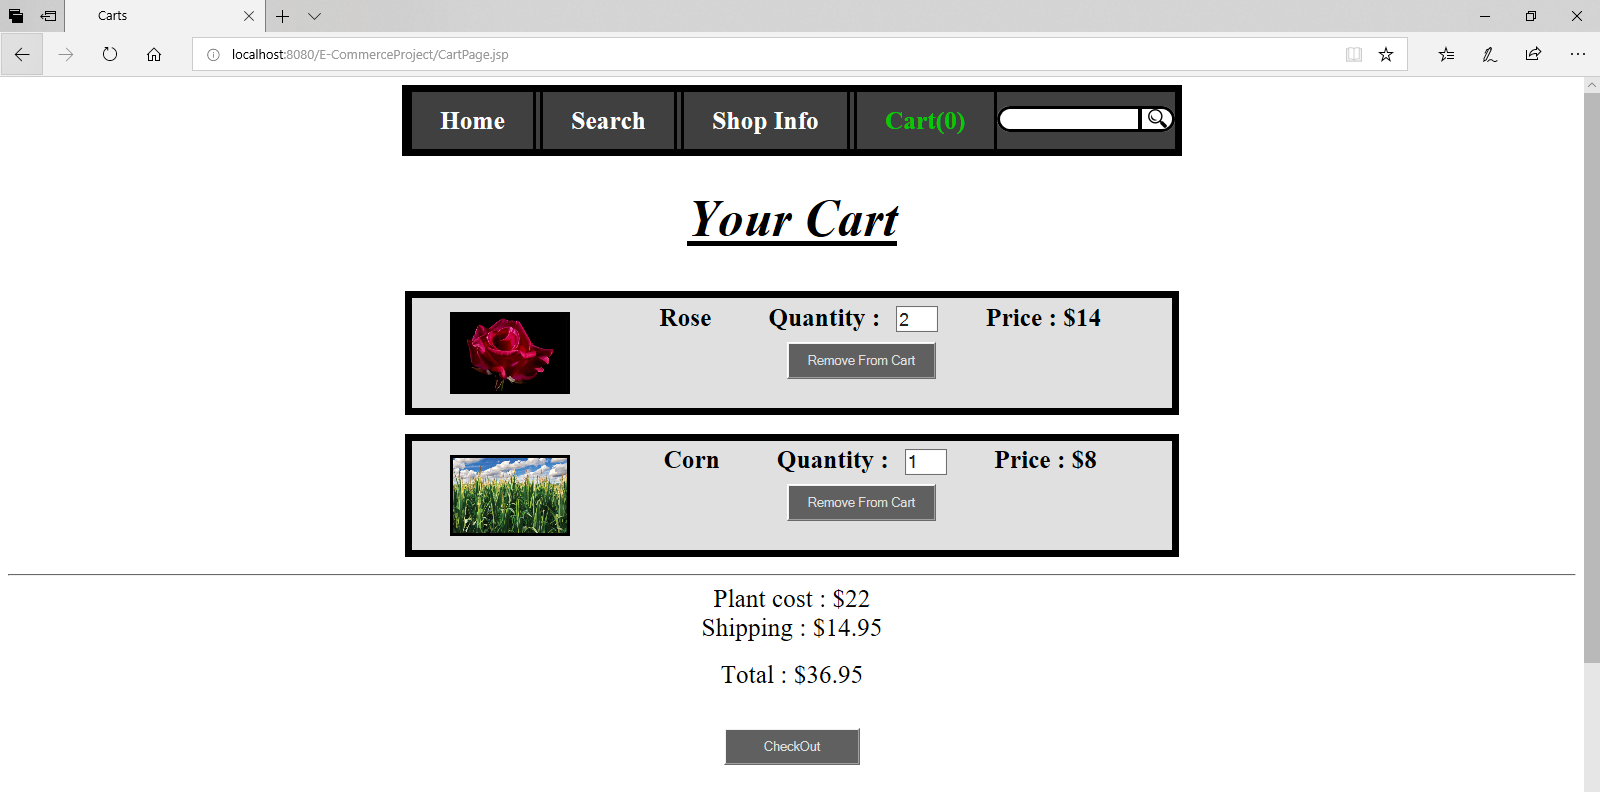 Carts
localhost:8080/E-CommerceProject/CartPage.jsp
Home Search Shop Info Cart(0)
Your Cart
Rose Quantity : 2 Price : $14
Remove From Cart
Corn Quantity : 1 Price : $8
Remove From Cart
Plant cost : $22
Shipping : $14.95
Total : $36.95
CheckOut